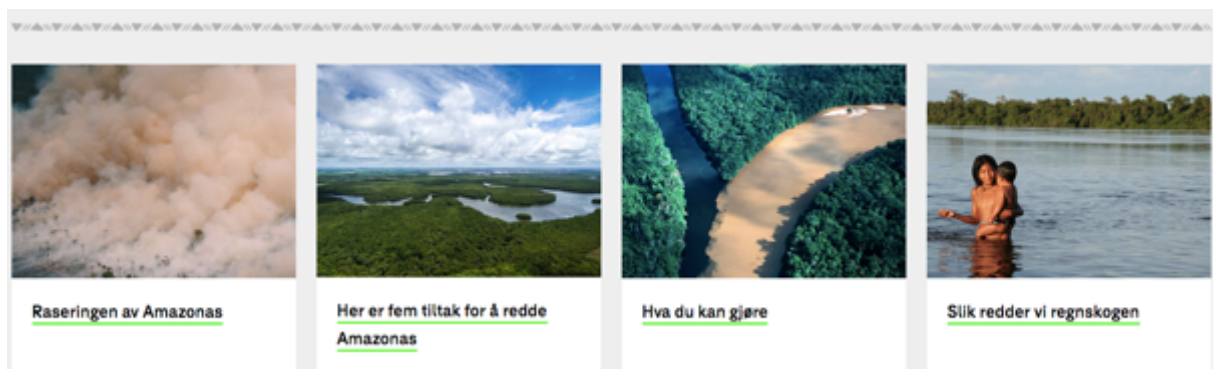 Raseringen av Amazonas
Her er fem tiltak for å redde
Amazonas
Hva du kan gjøre
Slik redder vi regnskogen